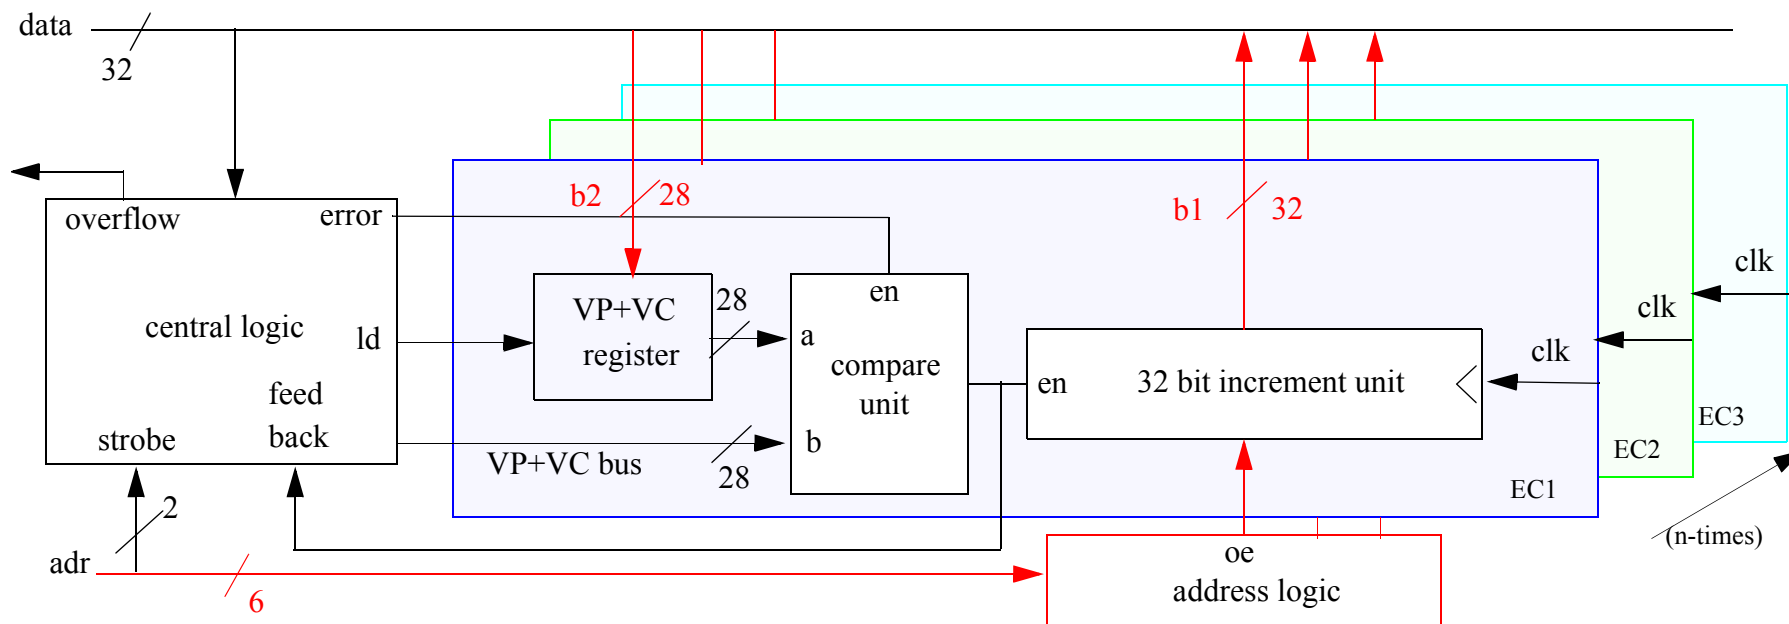 data
32
clk
overflow
error
b2
28
b1
32
clk
clk
VP+VC
register
28
en
central logic
ld
a
compare
unit
en
32 bit increment unit
feed
back
strobe
b
VP+VC bus
28
EC3
EC2
EC1
2
adr
6
oe
address logic
(n-times)